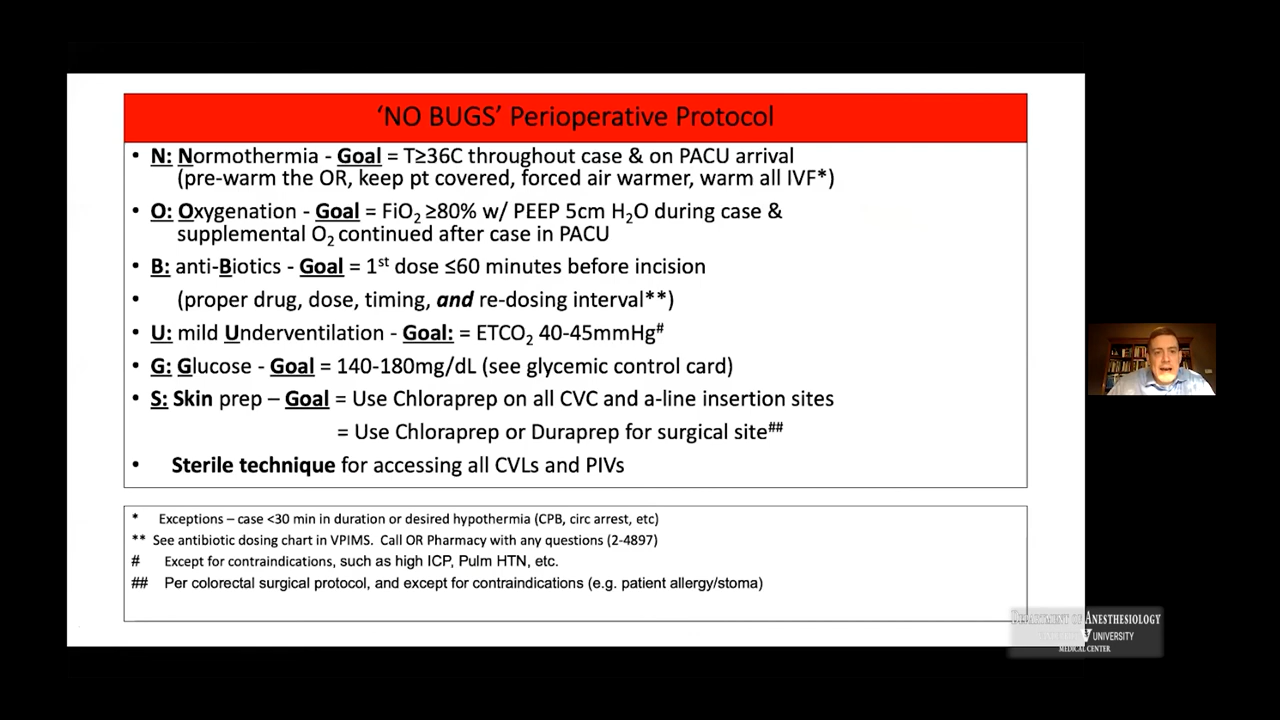 ‘NO BUGS’ Perioperative Protocol
• N: Normothermia - Goal = T≥36C throughout case & on PACU arrival
(pre-warm the OR, keep pt covered, forced air warmer, warm all IVF*)
• O: Oxygenation - Goal = FiO₂ ≥80% w/ PEEP 5cm H₂O during case &
supplemental O₂ continued after case in PACU
• B: anti-Biotics - Goal = 1ˢᵗ dose ≤60 minutes before incision
• (proper drug, dose, timing, and re-dosing interval**)
• U: mild Underventilation - Goal: = ETCO₂ 40-45mmHg#
• G: Glucose - Goal = 140-180mg/dL (see glycemic control card)
• S: Skin prep – Goal = Use Chloraprep on all CVC and a-line insertion sites
= Use Chloraprep or Duraprep for surgical site##
• Sterile technique for accessing all CVLs and PIVs
* Exceptions – case <30 min in duration or desired hypothermia (CPB, circ arrest, etc)
** See antibiotic dosing chart in VPIMS. Call OR Pharmacy with any questions (2-4897)
# Except for contraindications, such as high ICP, Pulm HTN, etc.
## Per colorectal surgical protocol, and except for contraindications (e.g. patient allergy/stoma)
DEPARTMENT OF ANESTHESIOLOGY
UNIVERSITY
MEDICAL CENTER